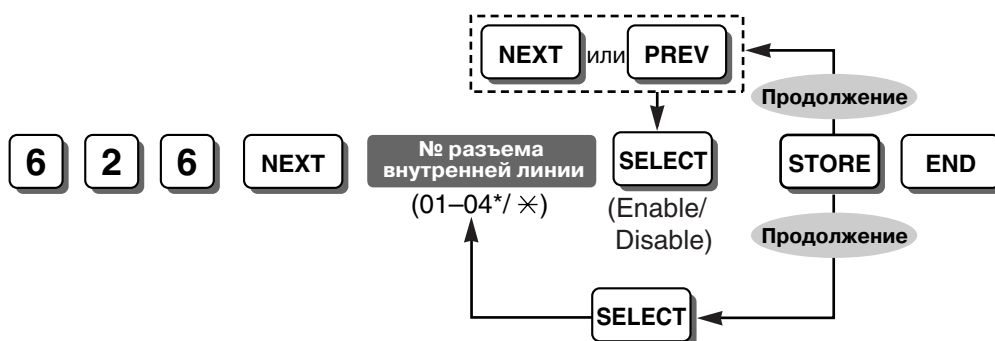 NEXT или PREV
Продолжение
6 2 6 NEXT
№ разъема
внутренней линии
(01–04*/ ✳)
SELECT
(Enable/
Disable)
STORE END
Продолжение
SELECT